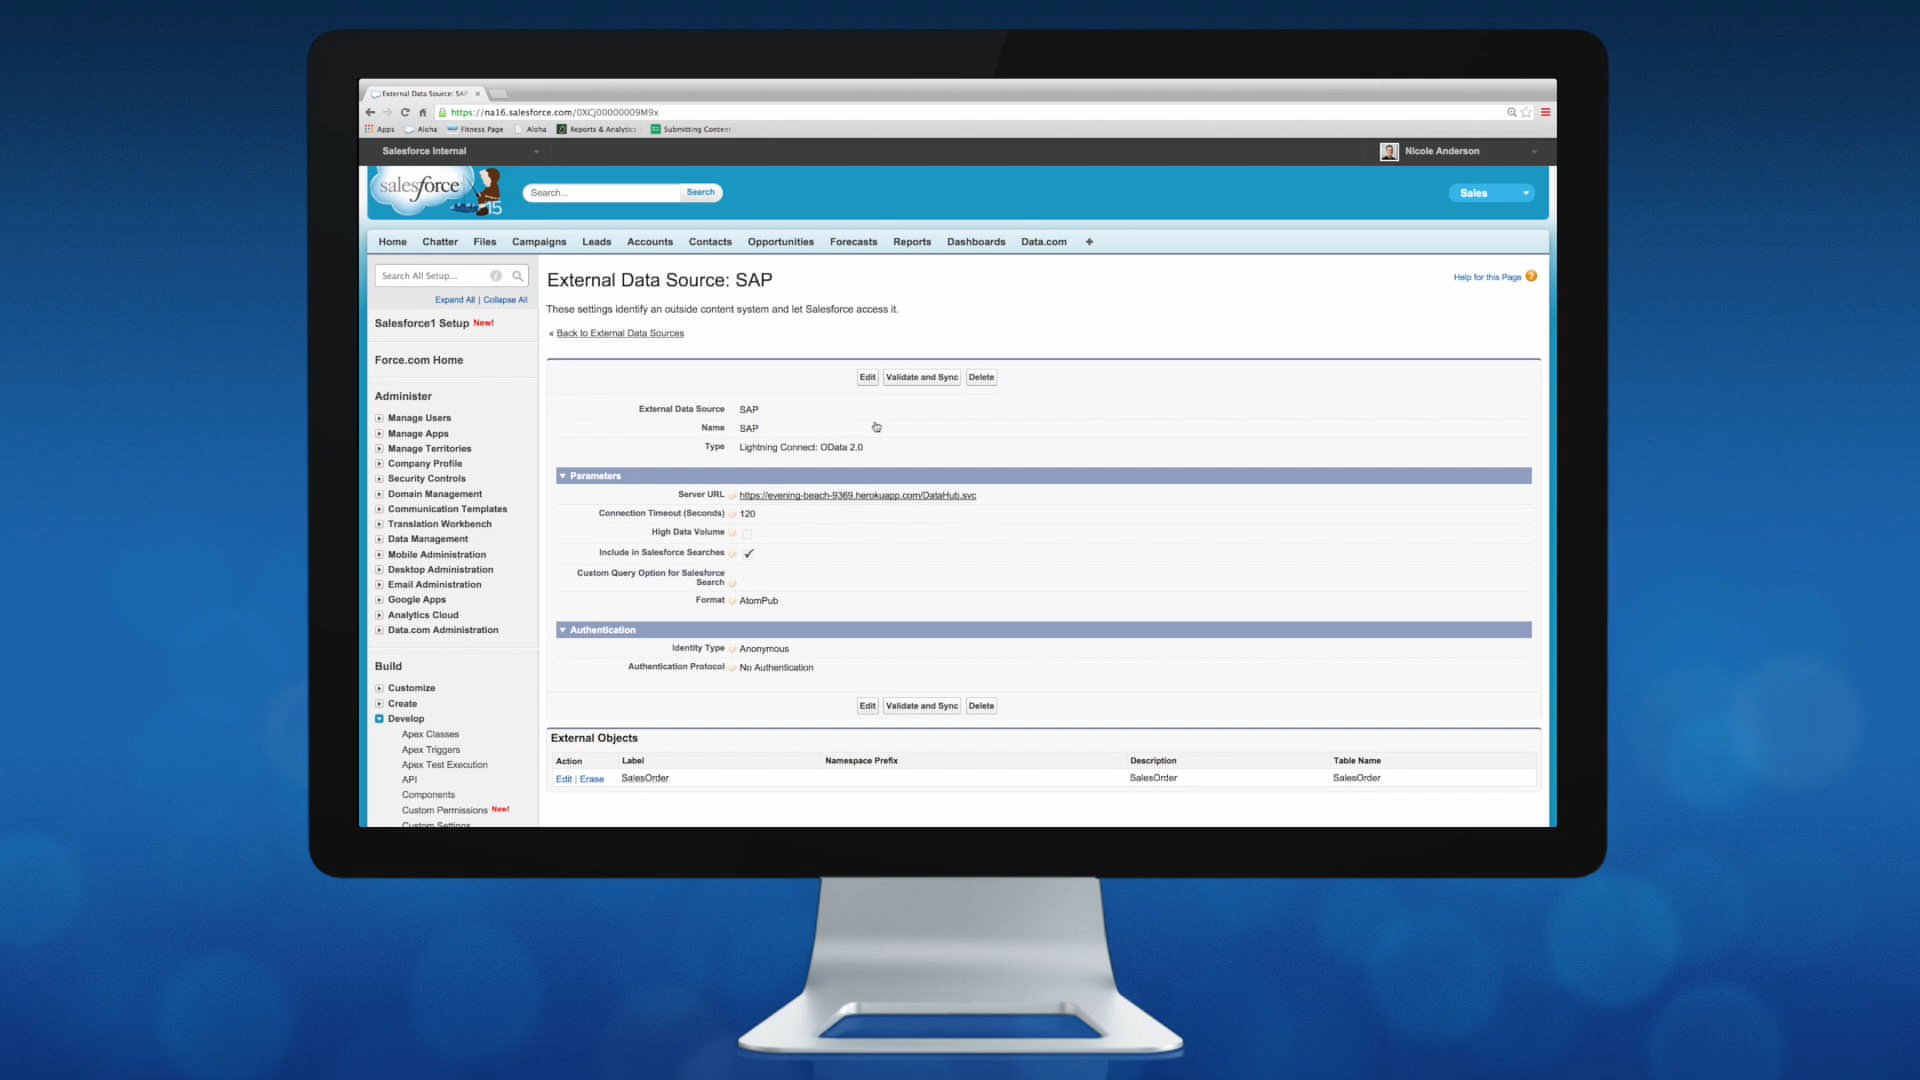 External Data Source: SAP
https://na16.salesforce.com/0XCj00000009M9x
Apps Aloha Fitness Page Aloha Reports & Analytics Submitting Content
Salesforce Internal
Nicole Anderson
salesforce
15
Search...
Search
Sales
Home Chatter Files Campaigns Leads Accounts Contacts Opportunities Forecasts Reports Dashboards Data.com +
Search All Setup...
Expand All | Collapse All
Salesforce1 Setup New!
Force.com Home
Administer
Manage Users
Manage Apps
Manage Territories
Company Profile
Security Controls
Domain Management
Communication Templates
Translation Workbench
Data Management
Mobile Administration
Desktop Administration
Email Administration
Google Apps
Analytics Cloud
Data.com Administration
Build
Customize
Create
Develop
Apex Classes
Apex Triggers
Apex Test Execution
API
Components
Custom Permissions New!
Custom Settings
External Data Source: SAP
Help for this Page ?
These settings identify an outside content system and let Salesforce access it.
« Back to External Data Sources
Edit Validate and Sync Delete
External Data Source SAP
Name SAP
Type Lightning Connect: OData 2.0
Parameters
Server URL https://evening-beach-9369.herokuapp.com/DataHub.svc
Connection Timeout (Seconds) 120
High Data Volume
Include in Salesforce Searches ✓
Custom Query Option for Salesforce
Search
Format AtomPub
Authentication
Identity Type Anonymous
Authentication Protocol No Authentication
Edit Validate and Sync Delete
External Objects
Action Label Namespace Prefix Description Table Name
Edit | Erase SalesOrder SalesOrder SalesOrder